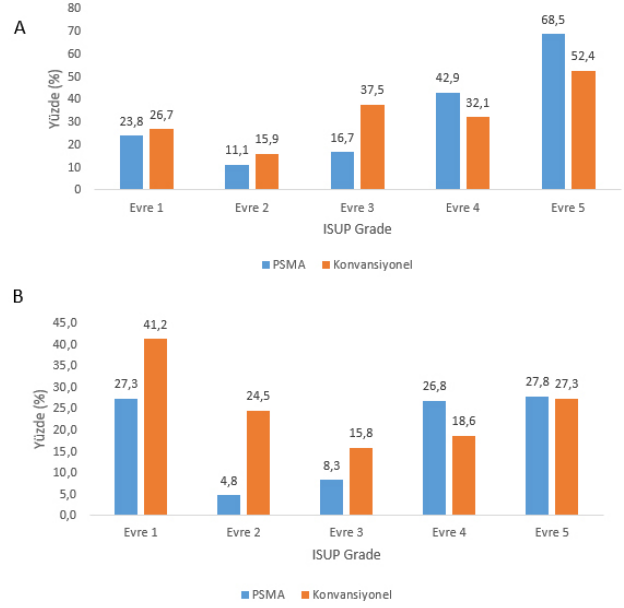 A
Yüzde (%)
80
70
60
50
40
30
20
10
0
23,8
26,7
11,1
15,9
16,7
37,5
42,9
32,1
68,5
52,4
Evre 1
Evre 2
Evre 3
Evre 4
Evre 5
ISUP Grade
PSMA
Konvansiyonel
B
Yüzde (%)
45,0
40,0
35,0
30,0
25,0
20,0
15,0
10,0
5,0
0,0
27,3
41,2
4,8
24,5
8,3
15,8
26,8
18,6
27,8
27,3
Evre 1
Evre 2
Evre 3
Evre 4
Evre 5
ISUP Grade
PSMA
Konvansiyonel